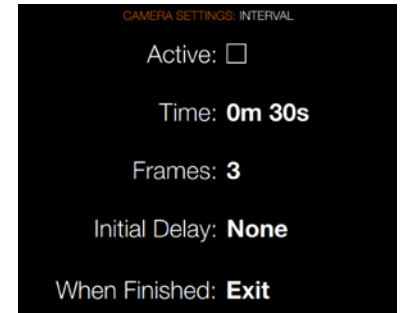 CAMERA SETTINGS: INTERVAL
Active:
Time: 0m 30s
Frames: 3
Initial Delay: None
When Finished: Exit